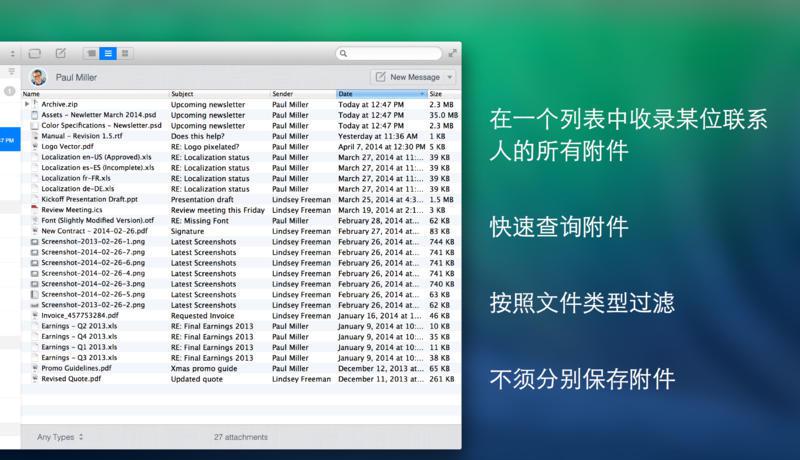 Paul Miller
New Message
Name Subject Sender Date Size
Archive.zip Upcoming newsletter Paul Miller Today at 12:47 PM 2.3 MB
Assets - Newletter March 2014.psd Upcoming newsletter Paul Miller Today at 12:47 PM 35.0 MB
Color Specifications - Newsletter.psd Upcoming newsletter Paul Miller Today at 12:47 PM 2.3 MB
Manual - Revision 1.5.rtf Does this help? Paul Miller Yesterday at 11:36 AM 1 KB
Logo Vector.pdf RE: Logo pixelated? Paul Miller April 7, 2014 at 12:30 PM 5 KB
Localization en-US (Approved).xls RE: Localization status Paul Miller March 27, 2014 at 11:... 39 KB
Localization es-ES (Incomplete).xls RE: Localization status Paul Miller March 27, 2014 at 11:... 39 KB
Localization fr-FR.xls RE: Localization status Paul Miller March 27, 2014 at 11:... 39 KB
Localization de-DE.xls RE: Localization status Paul Miller March 27, 2014 at 11:... 39 KB
Kickoff Presentation Draft.ppt Presentation draft Lindsey Freeman March 25, 2014 at 4:3... 1.5 MB
Review Meeting.ics Review meeting this Friday Lindsey Freeman March 19, 2014 at 2:1... 3 KB
Font (Slightly Modified Version).otf RE: Missing Font Paul Miller February 28, 2014 at... 62 KB
New Contract - 2014-02-26.pdf Signature Lindsey Freeman February 27, 2014 at... 83 KB
Screenshot-2013-02-26-1.png Latest Screenshots Lindsey Freeman February 26, 2014 at... 744 KB
Screenshot-2014-02-26-7.png Latest Screenshots Lindsey Freeman February 26, 2014 at... 741 KB
Screenshot-2014-02-26-6.png Latest Screenshots Lindsey Freeman February 26, 2014 at... 741 KB
Screenshot-2014-02-26-4.png Latest Screenshots Lindsey Freeman February 26, 2014 at... 741 KB
Screenshot-2014-02-26-3.png Latest Screenshots Lindsey Freeman February 26, 2014 at... 740 KB
Screenshot-2014-02-26-5.png Latest Screenshots Lindsey Freeman February 26, 2014 at... 63 KB
Screenshot-2013-02-26-2.png Latest Screenshots Lindsey Freeman February 26, 2014 at... 62 KB
Invoice_457753284.pdf Requested Invoice Lindsey Freeman January 16, 2014 at 1... 46 KB
Earnings - Q2 2013.xls RE: Final Earnings 2013 Paul Miller January 9, 2014 at 10:... 10 KB
Earnings - Q4 2013.xls RE: Final Earnings 2013 Paul Miller January 9, 2014 at 10:... 35 KB
Earnings - Q1 2013.xls RE: Final Earnings 2013 Paul Miller January 9, 2014 at 10:... 11 KB
Earnings - Q3 2013.xls RE: Final Earnings 2013 Paul Miller January 9, 2014 at 10:... 38 KB
Promo Guidelines.pdf Xmas promo guide Paul Miller December 12, 2013 at... 65 KB
Revised Quote.pdf Updated quote Lindsey Freeman December 11, 2013 at... 261 KB
Any Types 27 attachments
在一个列表中收录某位联系
人的所有附件
快速查询附件
按照文件类型过滤
不须分别保存附件